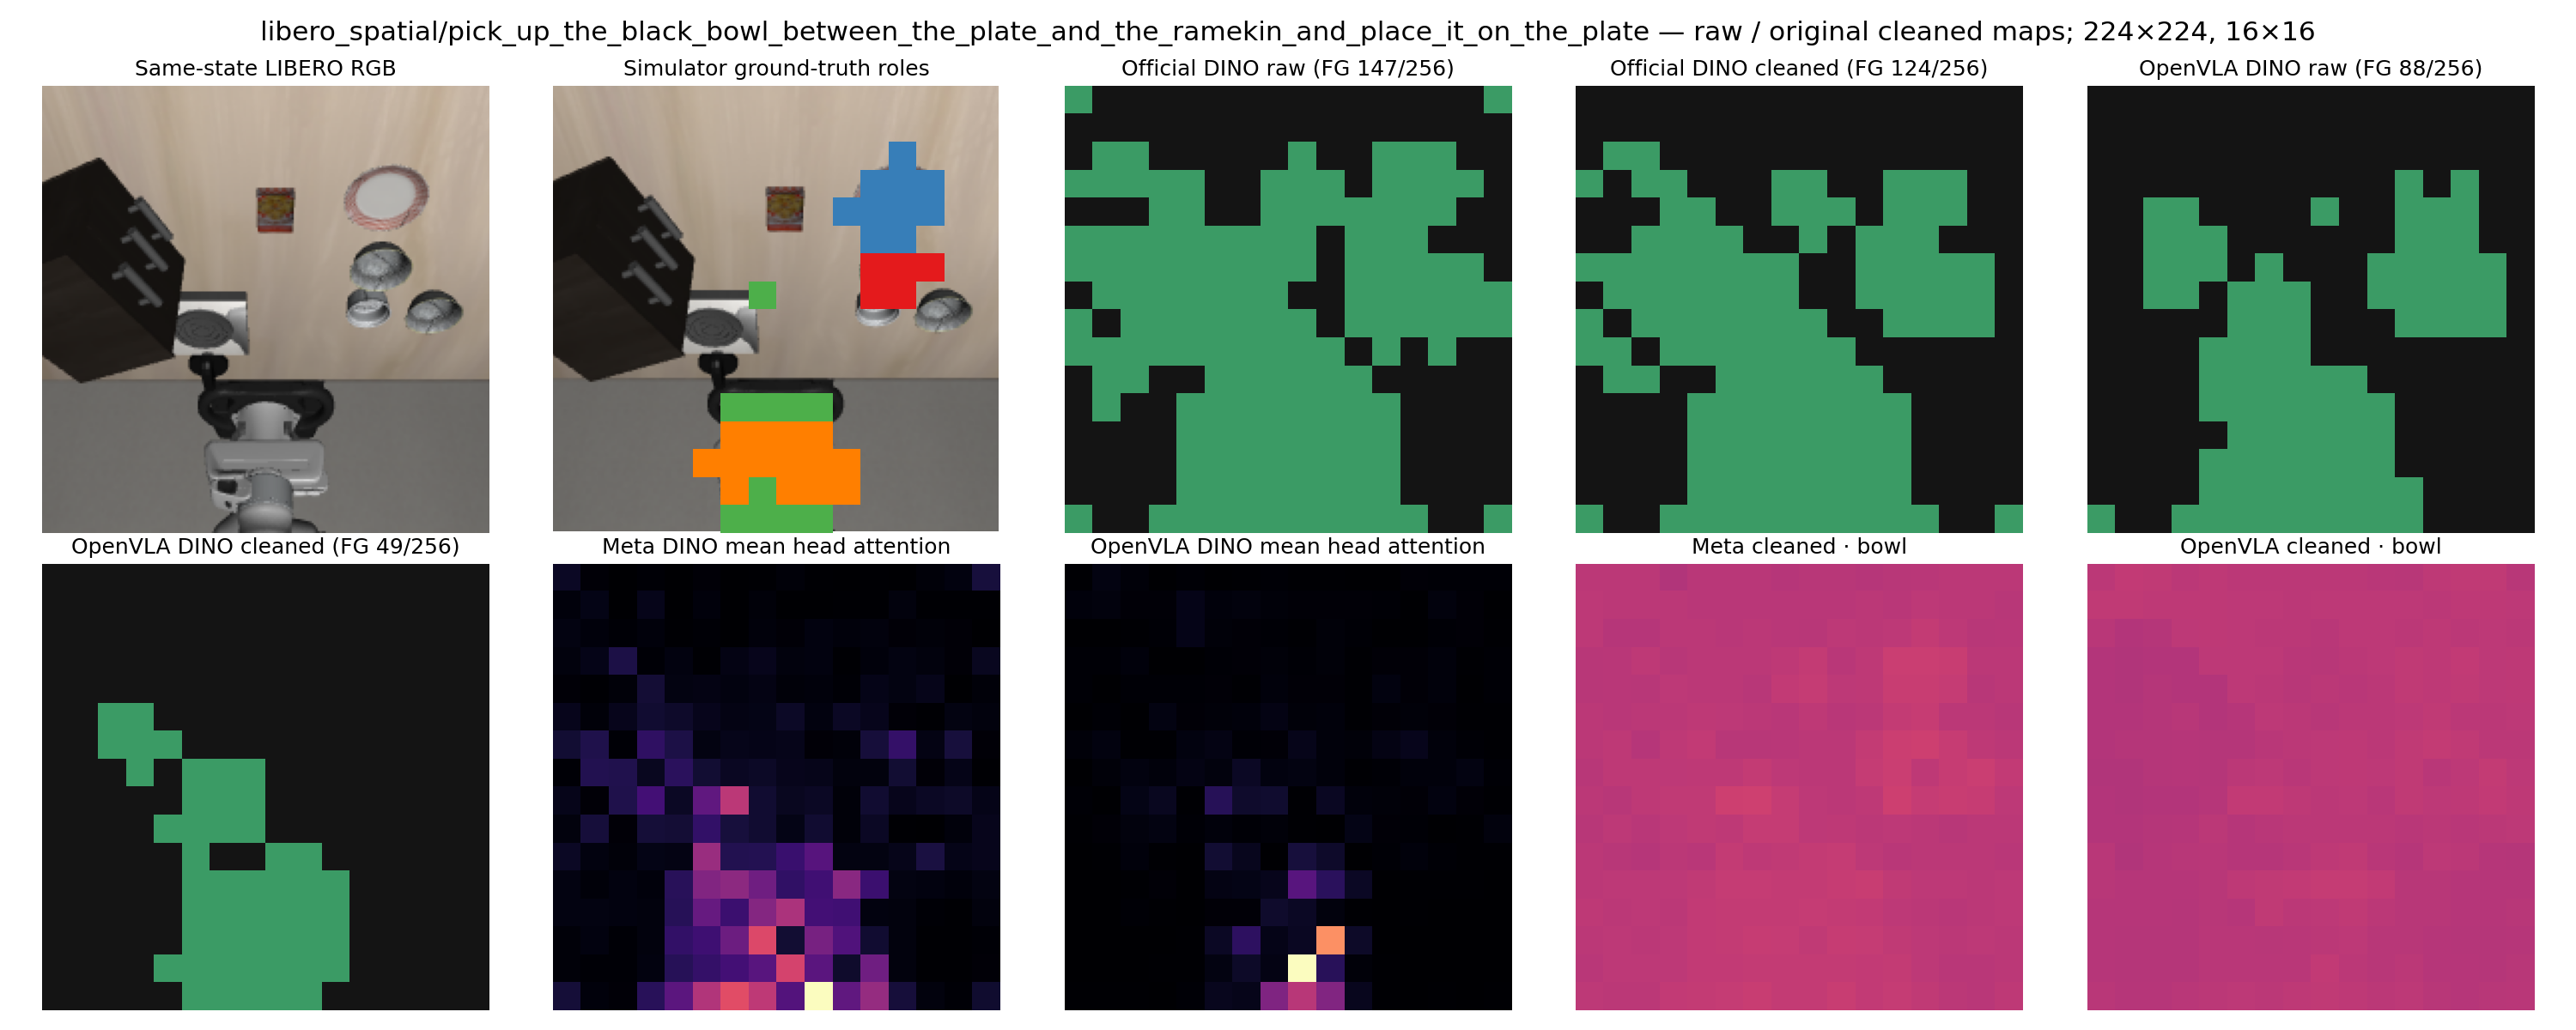 libero_spatial/pick_up_the_black_bowl_between_the_plate_and_the_ramekin_and_place_it_on_the_plate — raw / original cleaned maps; 224×224, 16×16
Same-state LIBERO RGB
Simulator ground-truth roles
Official DINO raw (FG 147/256)
Official DINO cleaned (FG 124/256)
OpenVLA DINO raw (FG 88/256)
OpenVLA DINO cleaned (FG 49/256)
Meta DINO mean head attention
OpenVLA DINO mean head attention
Meta cleaned · bowl
OpenVLA cleaned · bowl